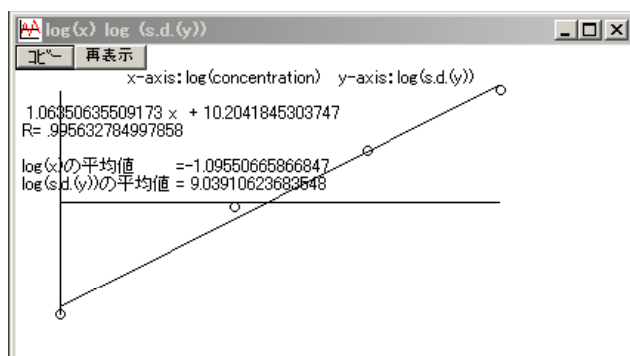 log(x) log (s.d.(y))
コピー 再表示
x-axis:log(concentration) y-axis:log(s.d.(y))
1.06350635509173 x + 10.2041845303747
R= .995632784997858
log(x)の平均値 =-1.09550665866847
log(s.d.(y))の平均値 = 9.03910623683548